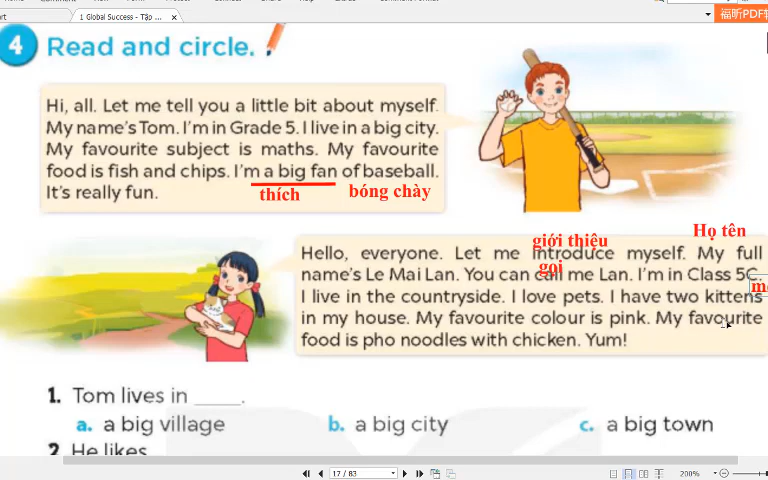 1 Global Success - Tập ...
福昕PDF
4 Read and circle.
Hi, all. Let me tell you a little bit about myself.
My name's Tom. I'm in Grade 5. I live in a big city.
My favourite subject is maths. My favourite
food is fish and chips. I'm a big fan of baseball.
thích bóng chày
It's really fun.
Họ tên
giới thiệu
Hello, everyone. Let me introduce myself. My full
gọi
name's Le Mai Lan. You can call me Lan. I'm in Class 5C.
I live in the countryside. I love pets. I have two kittens
in my house. My favourite colour is pink. My favourite
food is pho noodles with chicken. Yum!
1. Tom lives in _____.
a. a big village b. a big city c. a big town
2. He likes
17 / 83 200%